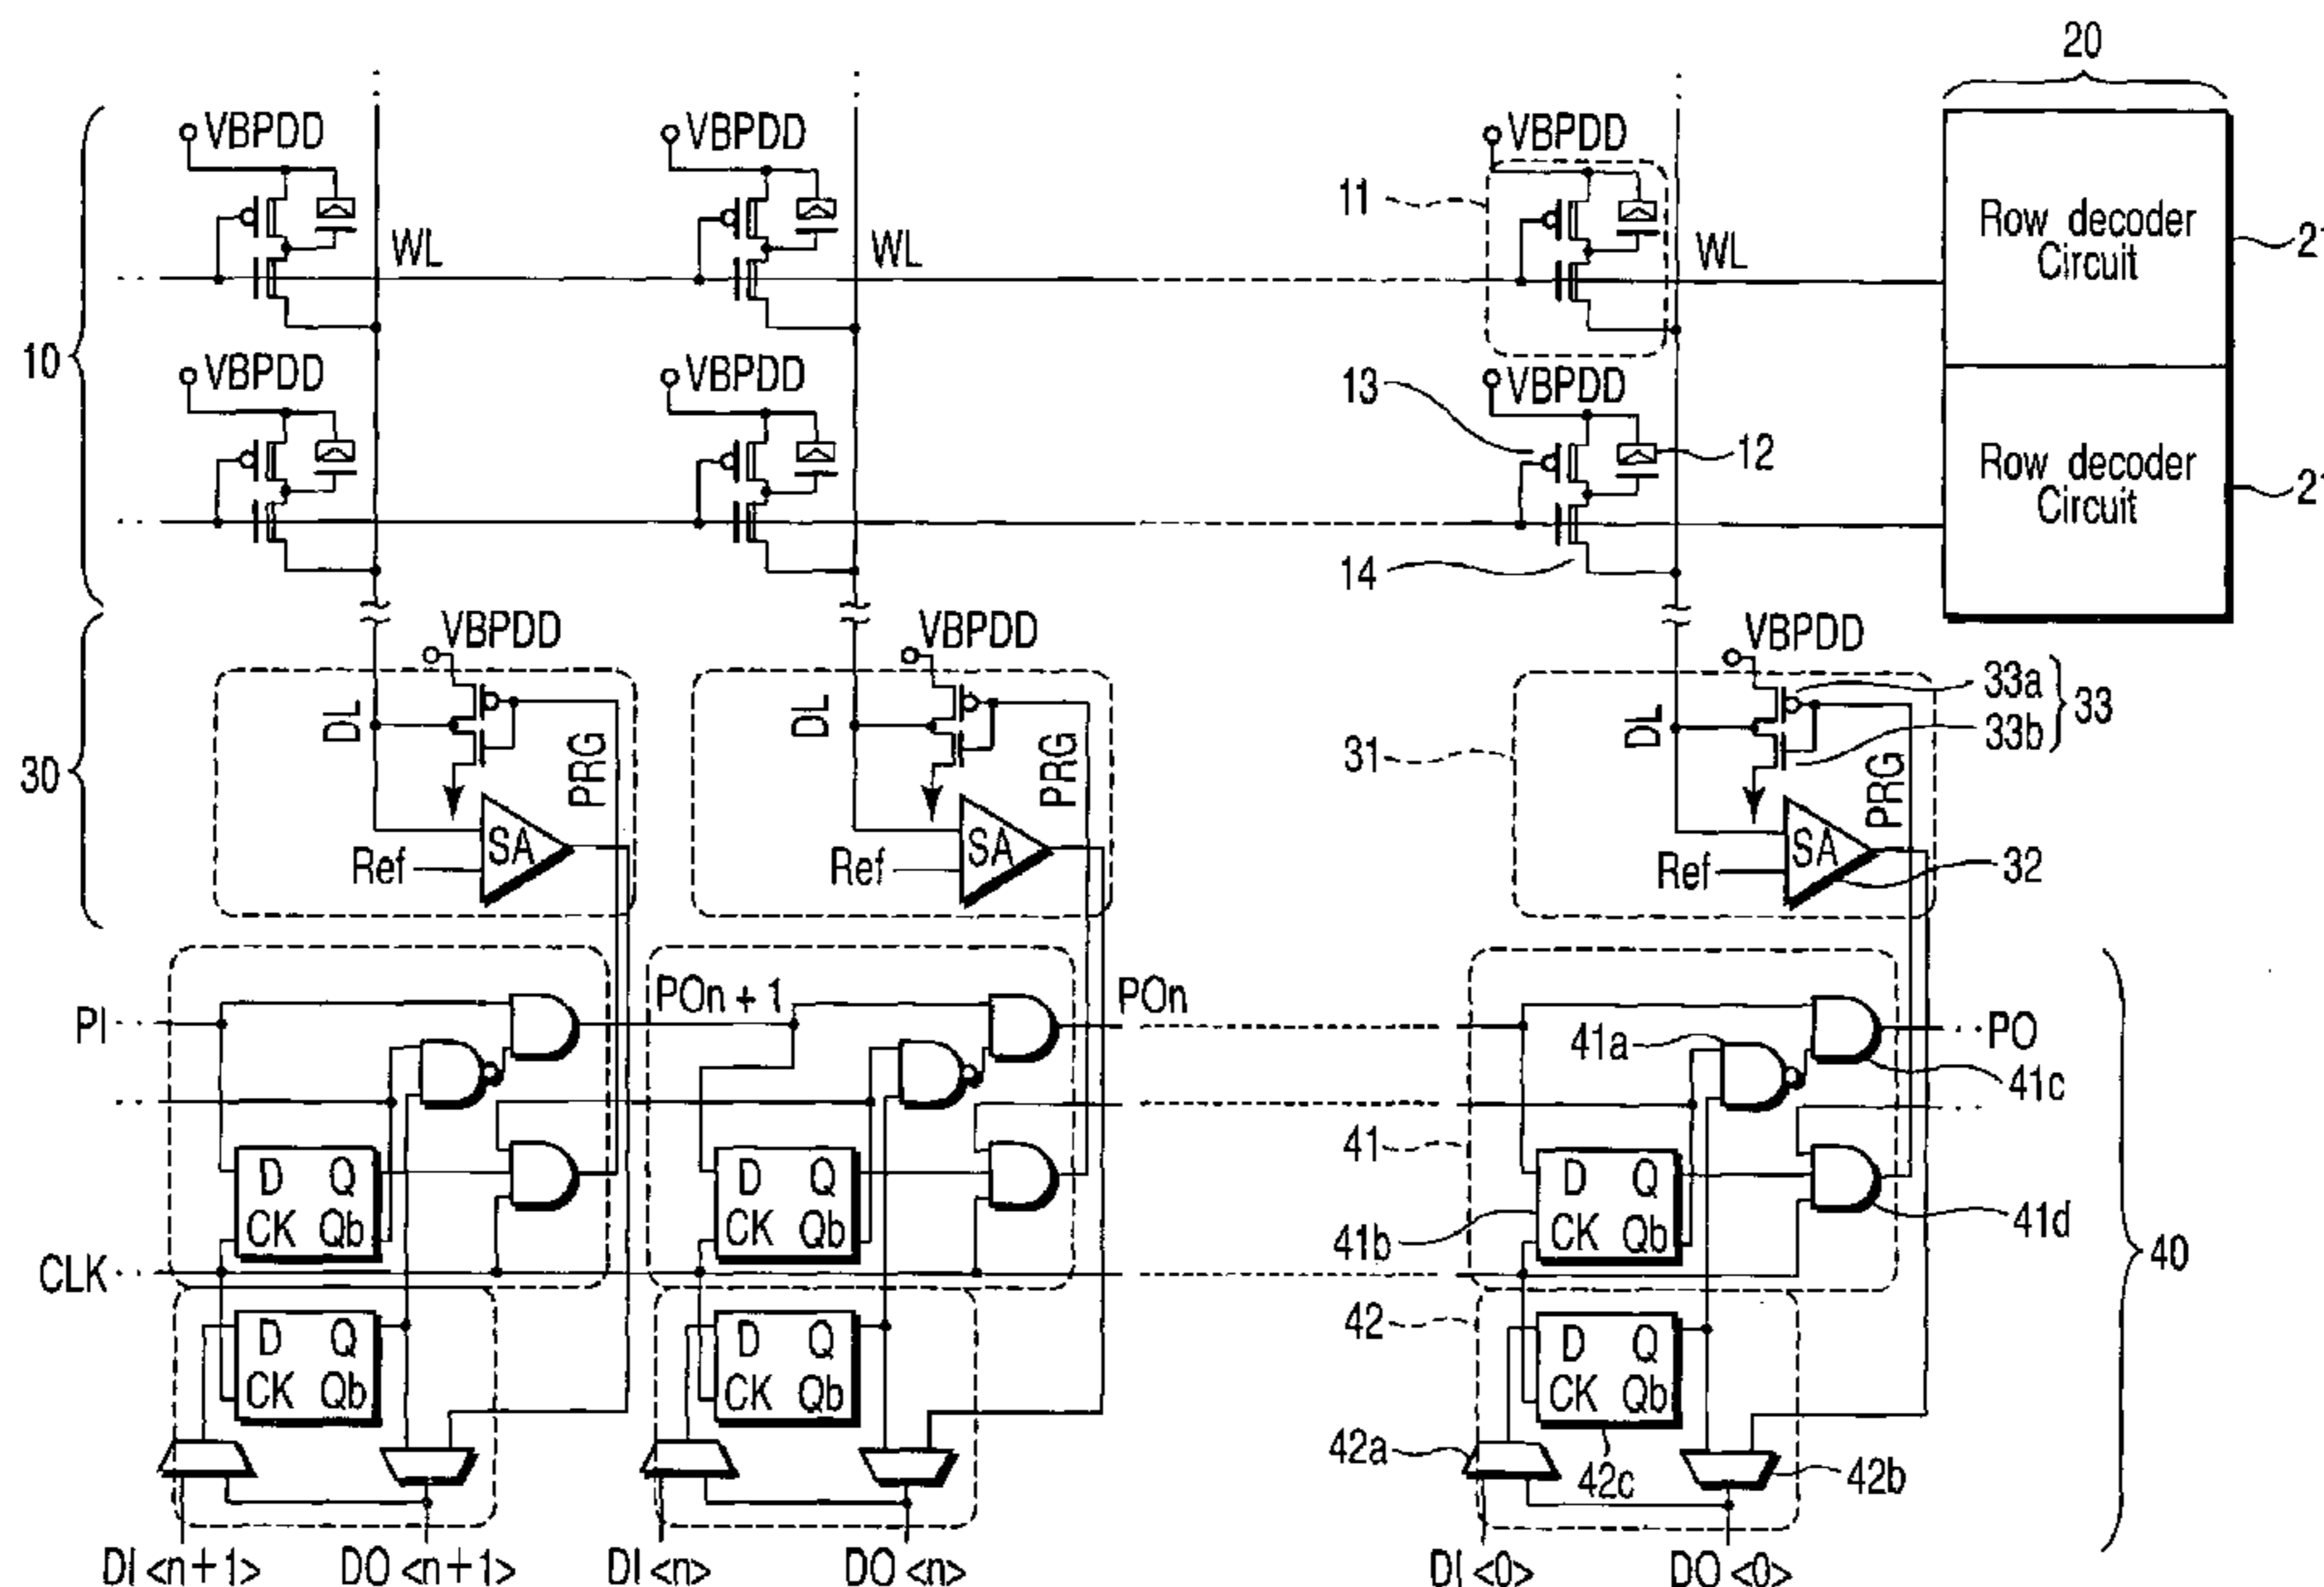 20
VBPDD VBPDD VBPDD
11
Row decoder
Circuit
WL WL WL
10
VBPDD VBPDD VBPDD
13
12
Row decoder
Circuit
14
VBPDD VBPDD VBPDD
33a
33
33b
DL DL DL
31
30
PRG PRG PRG
SA SA SA
Ref Ref Ref
32
PI
POn + 1
POn
PO
41a
41c
41
D Q D Q D Q
CK Qb CK Qb CK Qb
41b
41d
40
CLK
42
D Q D Q D Q
CK Qb CK Qb CK Qb
42a
42c
42b
DI <n+1> DO <n+1> DI <n> DO <n> DI <0> DO <0>